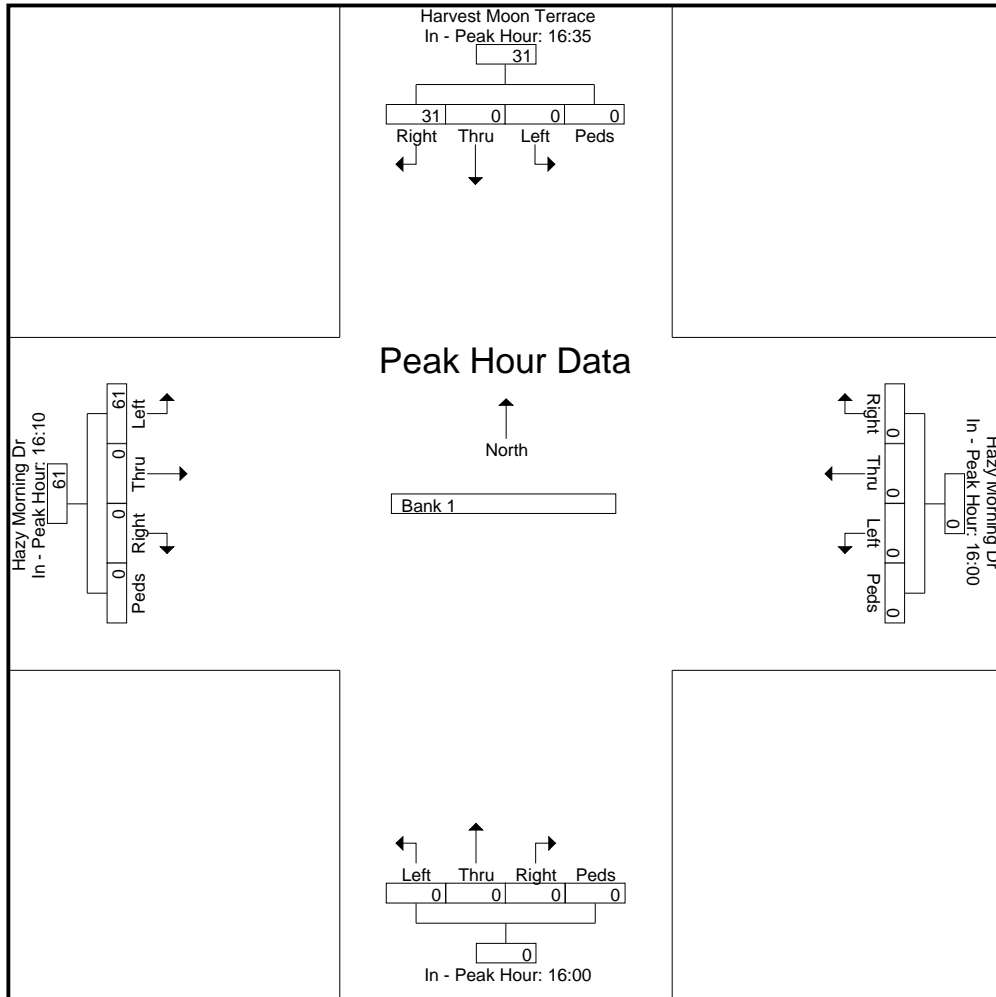 Harvest Moon Terrace
In - Peak Hour: 16:35
31
31 0 0 0
Right Thru Left Peds
Peak Hour Data
North
Bank 1
Hazy Morning Dr
In - Peak Hour: 16:10
61
61 0 0 0
Left Thru Right Peds
Hazy Morning Dr
In - Peak Hour: 16:00
0
0 0 0 0
Right Thru Left Peds
Left Thru Right Peds
0 0 0 0
0
In - Peak Hour: 16:00